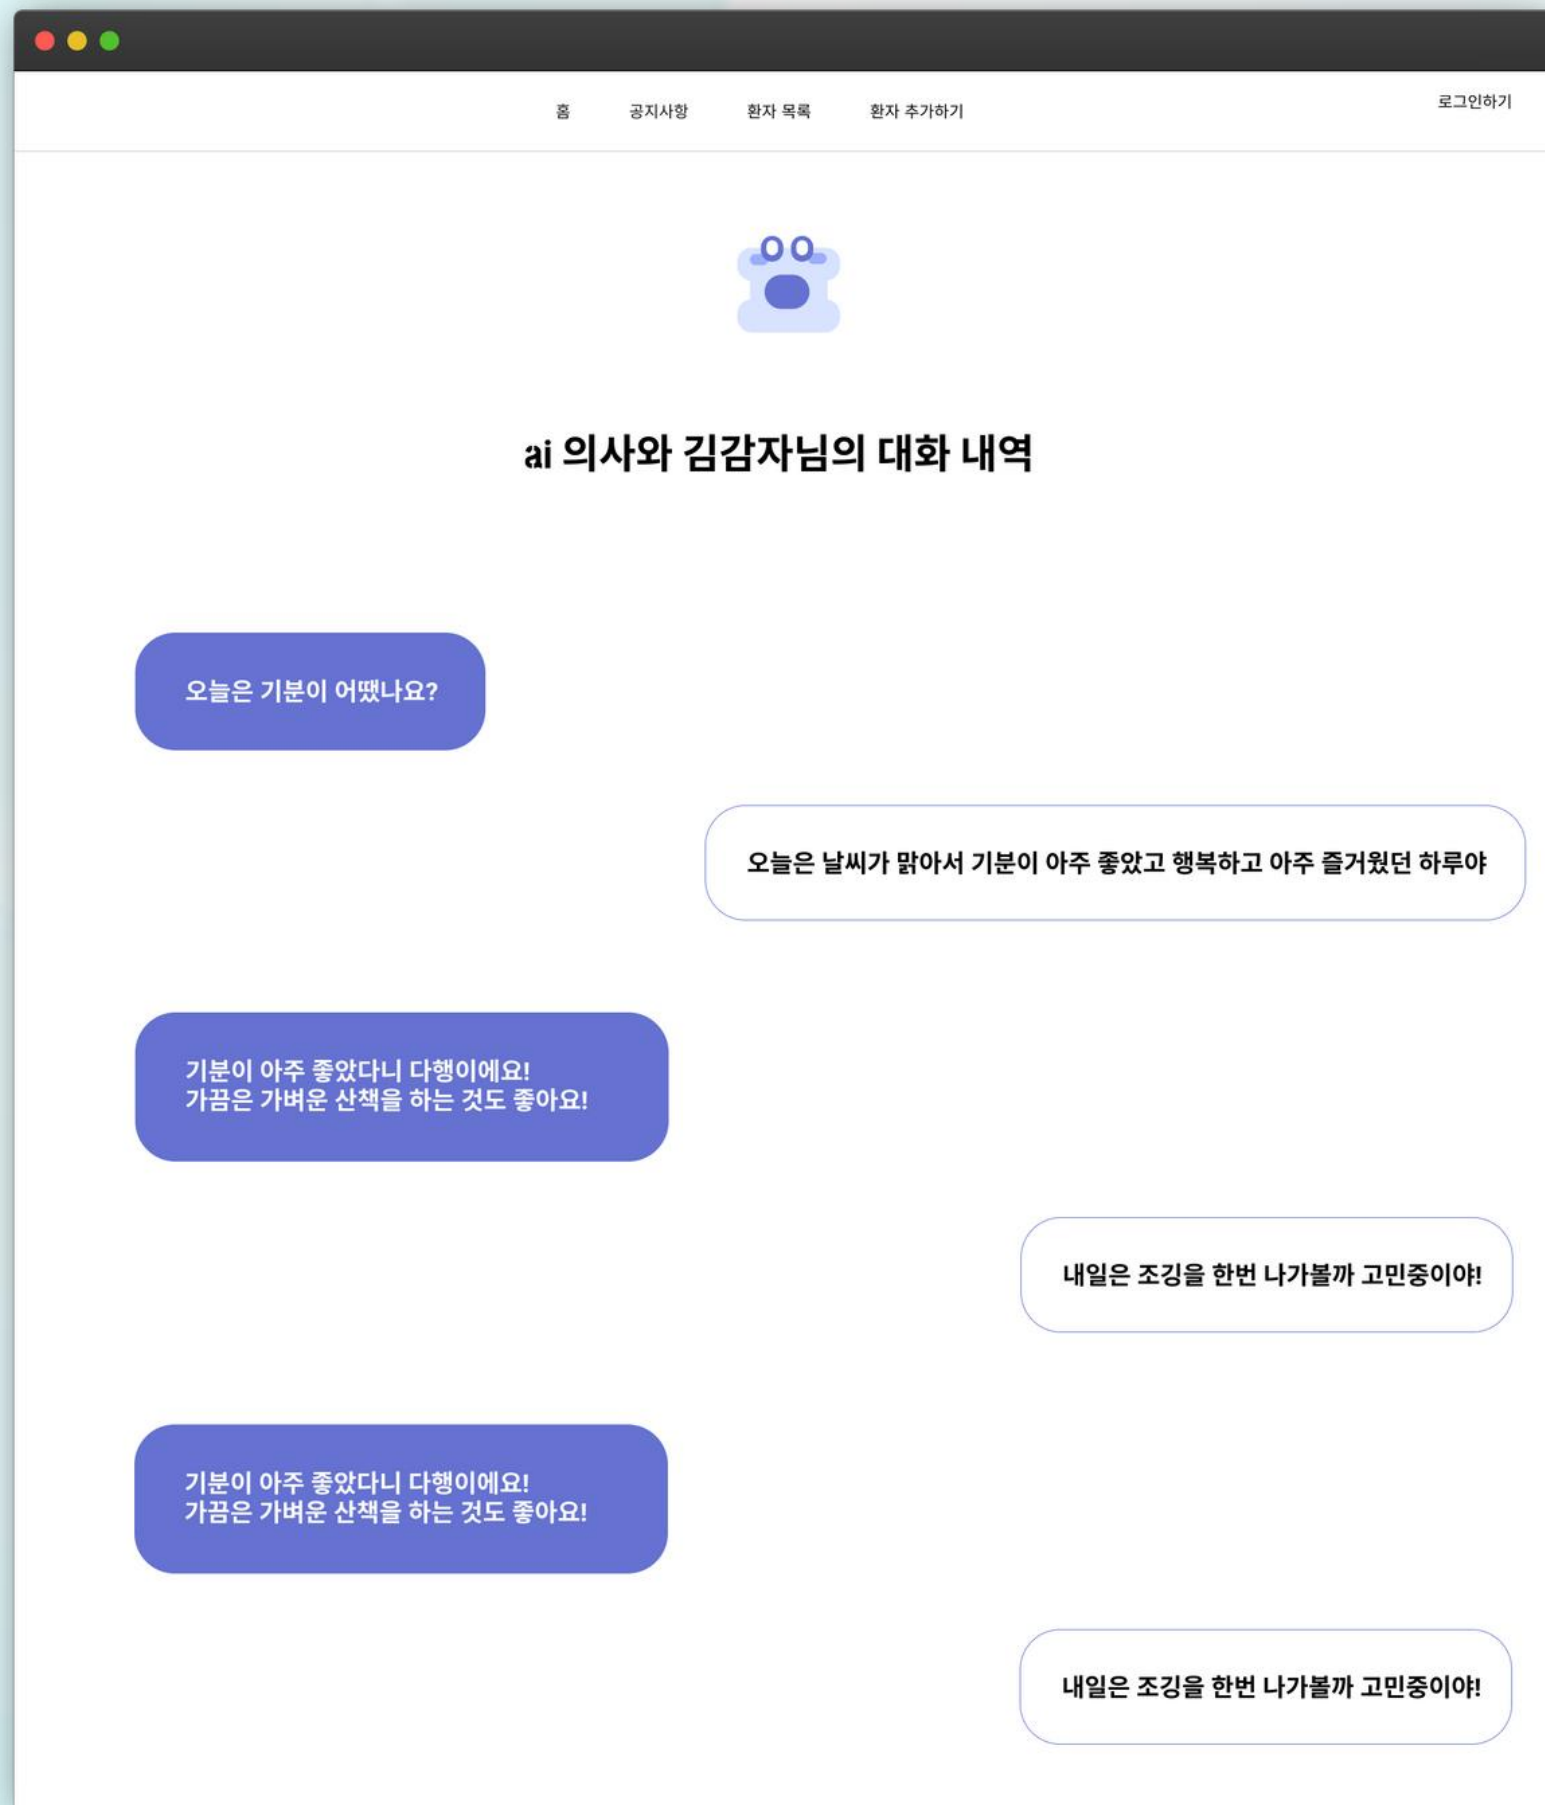 홈 공지사항 환자 목록 환자 추가하기 로그인하기
ai 의사와 김감자님의 대화 내역
오늘은 기분이 어땠나요?
오늘은 날씨가 맑아서 기분이 아주 좋았고 행복하고 아주 즐거웠던 하루야
기분이 아주 좋았다니 다행이에요!
가끔은 가벼운 산책을 하는 것도 좋아요!
내일은 조깅을 한번 나가볼까 고민중이야!
기분이 아주 좋았다니 다행이에요!
가끔은 가벼운 산책을 하는 것도 좋아요!
내일은 조깅을 한번 나가볼까 고민중이야!